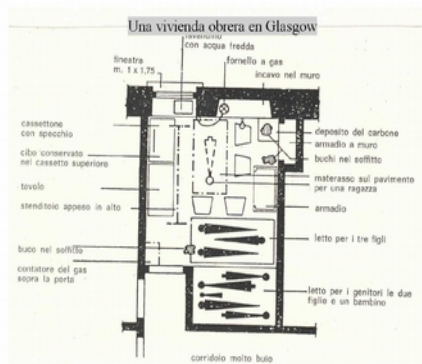 Una vivienda obrera en Glasgow
lavandino
con acqua fredda
finestra
m. 1 x 1,75
fornello a gas
incavo nel muro
cassettone
con specchio
cibo conservato
nel cassetto superiore
tavolo
stenditoio appeso in alto
buco nel soffitto
contatore del gas
sopra la porta
deposito del carbone
armadio a muro
buchi nel soffitto
materasso sul pavimento
per una ragazza
armadio
letto per i tre figli
letto per i genitori le due
figlie e un bambino
corridoio molto buio